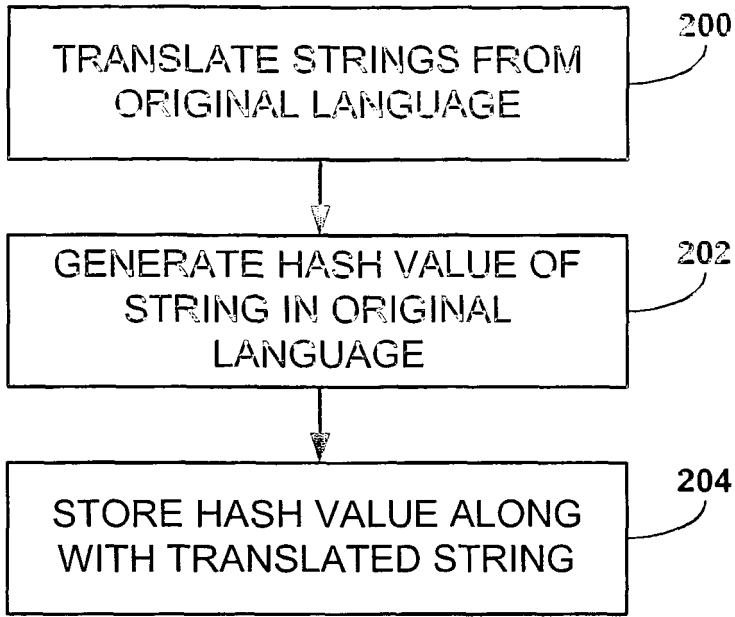 200
TRANSLATE STRINGS FROM
ORIGINAL LANGUAGE
202
GENERATE HASH VALUE OF
STRING IN ORIGINAL
LANGUAGE
204
STORE HASH VALUE ALONG
WITH TRANSLATED STRING